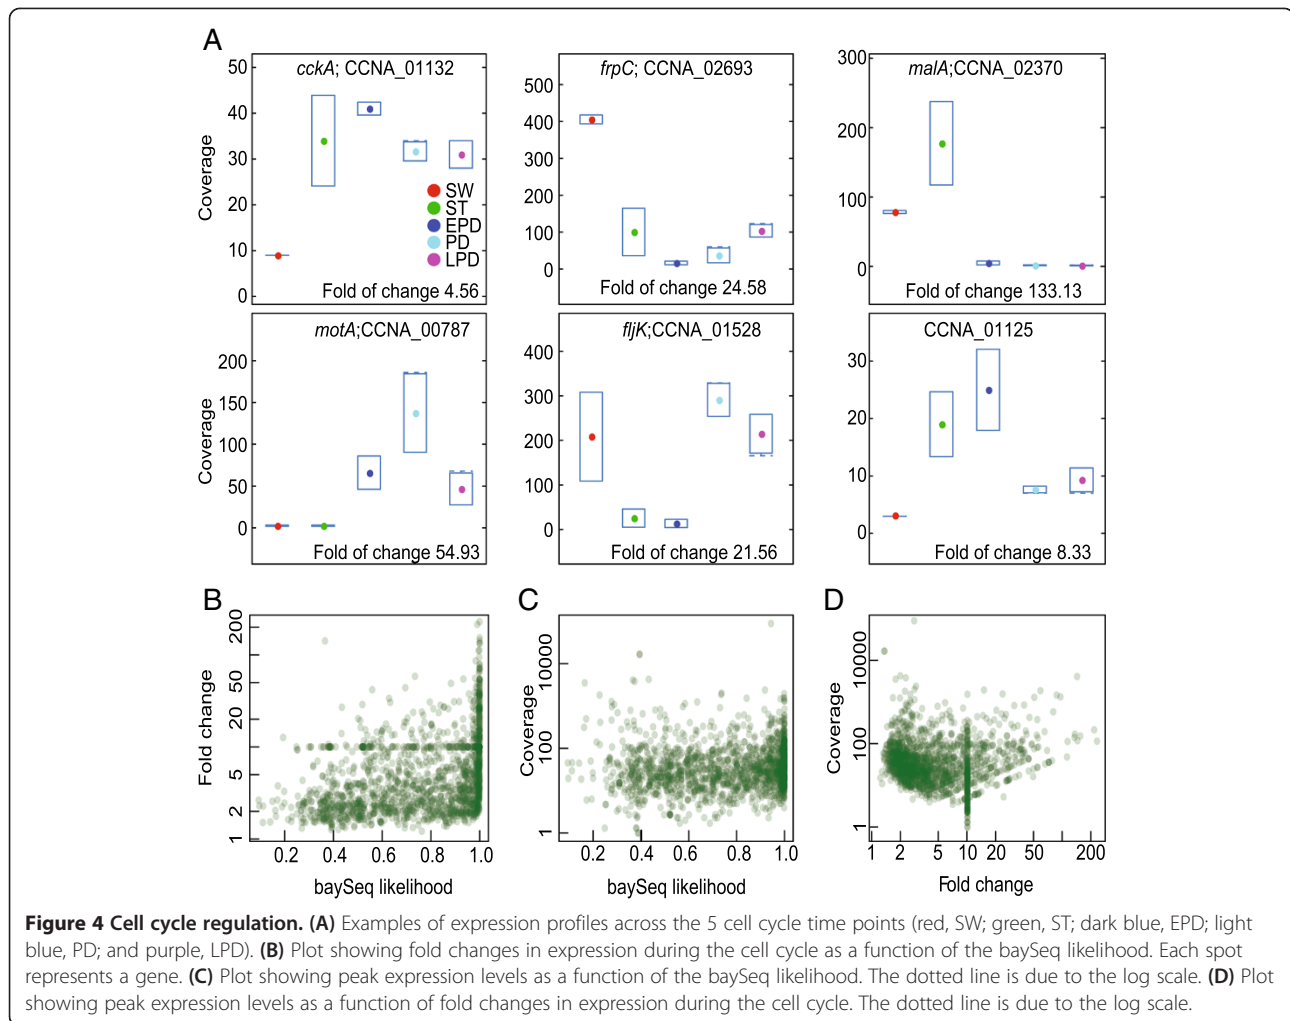 A
cckA; CCNA_01132
50
40
30
20
10
0
Coverage
SW
ST
EPD
PD
LPD
Fold of change 4.56
frpC; CCNA_02693
500
400
300
200
100
0
Fold of change 24.58
malA;CCNA_02370
300
200
100
0
Fold of change 133.13
motA;CCNA_00787
200
150
100
50
0
Coverage
Fold of change 54.93
fljK;CCNA_01528
400
300
200
100
0
Fold of change 21.56
CCNA_01125
30
20
10
0
Fold of change 8.33
B
Fold change
200
50
20
5
2
1
0.2 0.4 0.6 0.8 1.0
baySeq likelihood
C
Coverage
10000
100
1
0.2 0.4 0.6 0.8 1.0
baySeq likelihood
D
Coverage
10000
100
1
1 2 5 10 20 50 200
Fold change
Figure 4 Cell cycle regulation. (A) Examples of expression profiles across the 5 cell cycle time points (red, SW; green, ST; dark blue, EPD; light
blue, PD; and purple, LPD). (B) Plot showing fold changes in expression during the cell cycle as a function of the baySeq likelihood. Each spot
represents a gene. (C) Plot showing peak expression levels as a function of the baySeq likelihood. The dotted line is due to the log scale. (D) Plot
showing peak expression levels as a function of fold changes in expression during the cell cycle. The dotted line is due to the log scale.